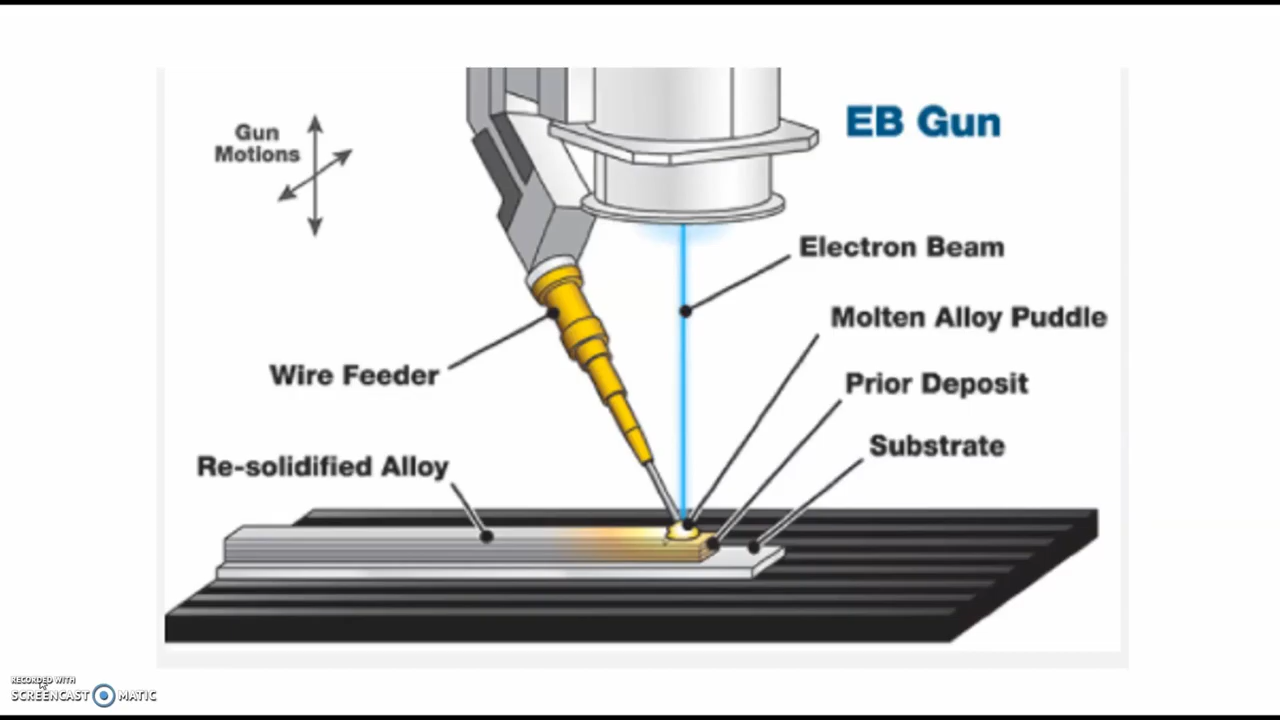 Gun
Motions
EB Gun
Electron Beam
Molten Alloy Puddle
Wire Feeder
Prior Deposit
Substrate
Re-solidified Alloy
RECORDED WITH
SCREENCAST MATIC